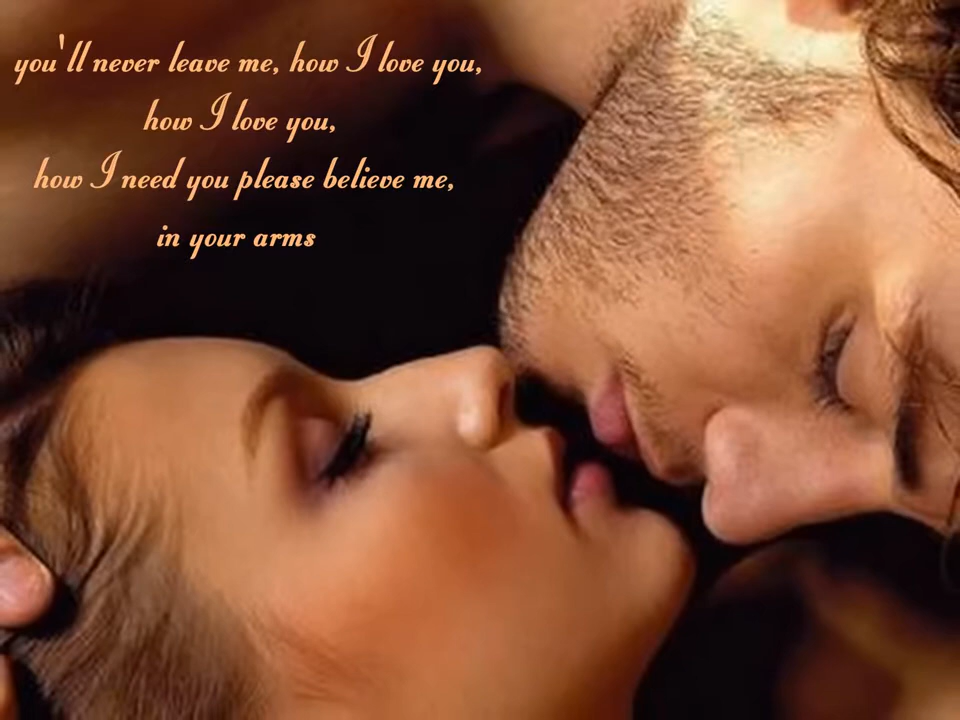 you'll never leave me, how I love you,
how I love you,
how I need you please believe me,
in your arms